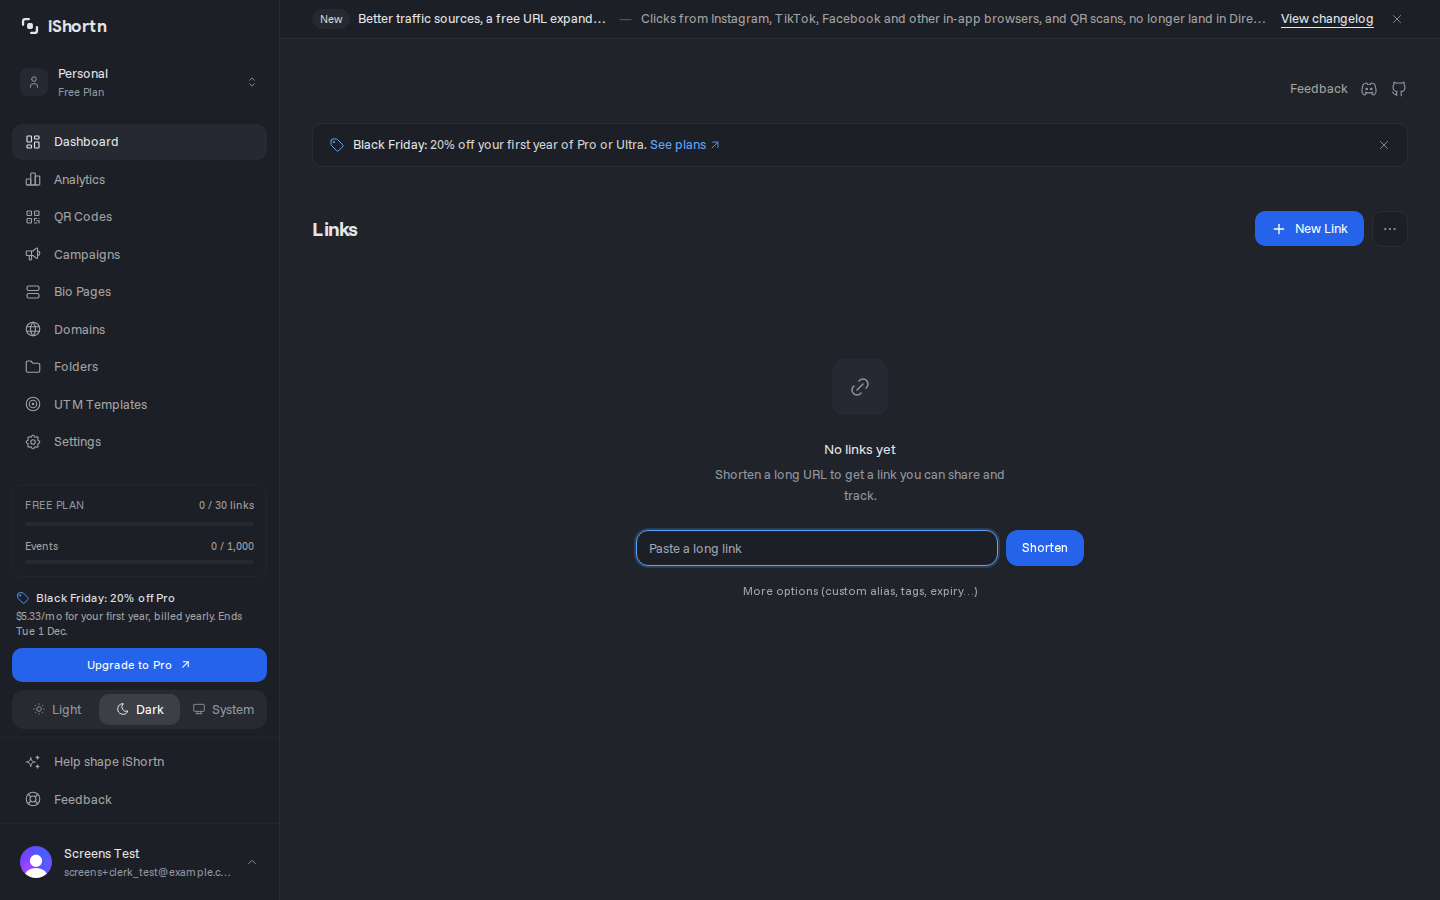 iShortn
Personal
Free Plan
Dashboard
Analytics
QR Codes
Campaigns
Bio Pages
Domains
Folders
UTM Templates
Settings
FREE PLAN 0 / 30 links
Events 0 / 1,000
Black Friday: 20% off Pro
$5.33/mo for your first year, billed yearly. Ends
Tue 1 Dec.
Upgrade to Pro
Light Dark System
Help shape iShortn
Feedback
Screens Test
screens+clerk_test@example.c...
New Better traffic sources, a free URL expand... — Clicks from Instagram, TikTok, Facebook and other in-app browsers, and QR scans, no longer land in Dire... View changelog
Feedback
Black Friday: 20% off your first year of Pro or Ultra. See plans
Links
New Link
No links yet
Shorten a long URL to get a link you can share and
track.
Paste a long link Shorten
More options (custom alias, tags, expiry...)